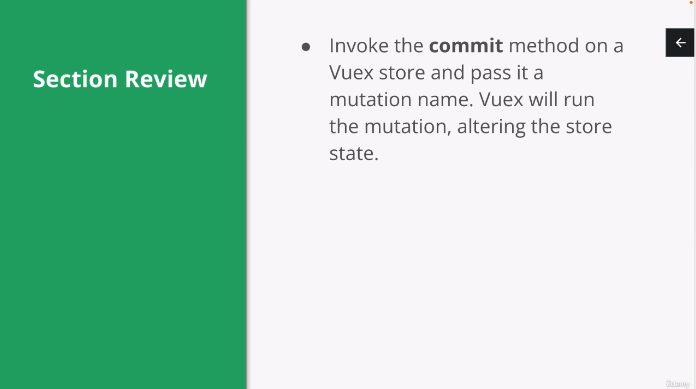 Section Review
● Invoke the commit method on a
Vuex store and pass it a
mutation name. Vuex will run
the mutation, altering the store
state.
Udemy